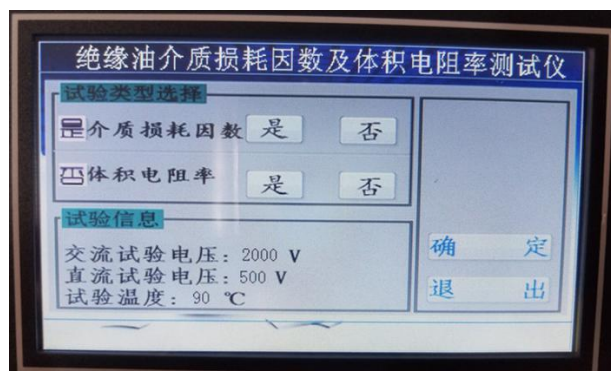 绝缘油介质损耗因数及体积电阻率测试仪
试验类型选择
是介质损耗因数 是 否
否体积电阻率 是 否
试验信息
交流试验电压：2000 V
直流试验电压：500 V
试验温度：90 ℃
确 定
退 出